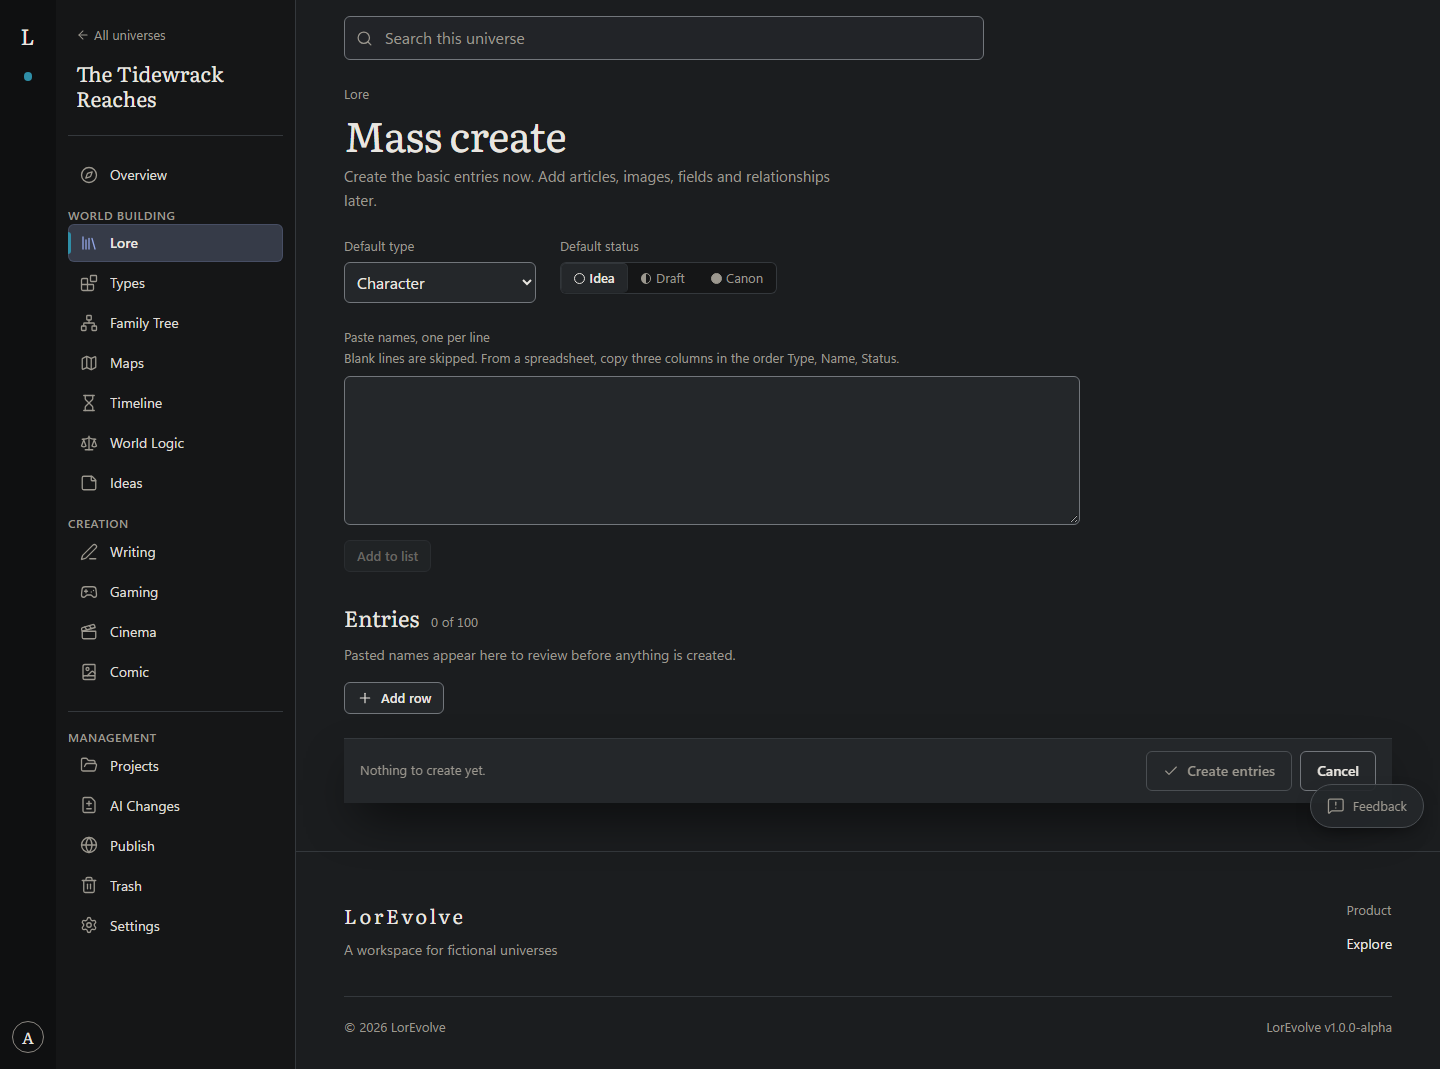 L
All universes
The Tidewrack
Reaches
Overview
WORLD BUILDING
Lore
Types
Family Tree
Maps
Timeline
World Logic
Ideas
CREATION
Writing
Gaming
Cinema
Comic
MANAGEMENT
Projects
AI Changes
Publish
Trash
Settings
A
Search this universe
Lore
Mass create
Create the basic entries now. Add articles, images, fields and relationships
later.
Default type
Default status
Character
Idea
Draft
Canon
Paste names, one per line
Blank lines are skipped. From a spreadsheet, copy three columns in the order Type, Name, Status.
Add to list
Entries 0 of 100
Pasted names appear here to review before anything is created.
Add row
Nothing to create yet.
Create entries
Cancel
Feedback
LorEvolve
A workspace for fictional universes
Product
Explore
© 2026 LorEvolve
LorEvolve v1.0.0-alpha